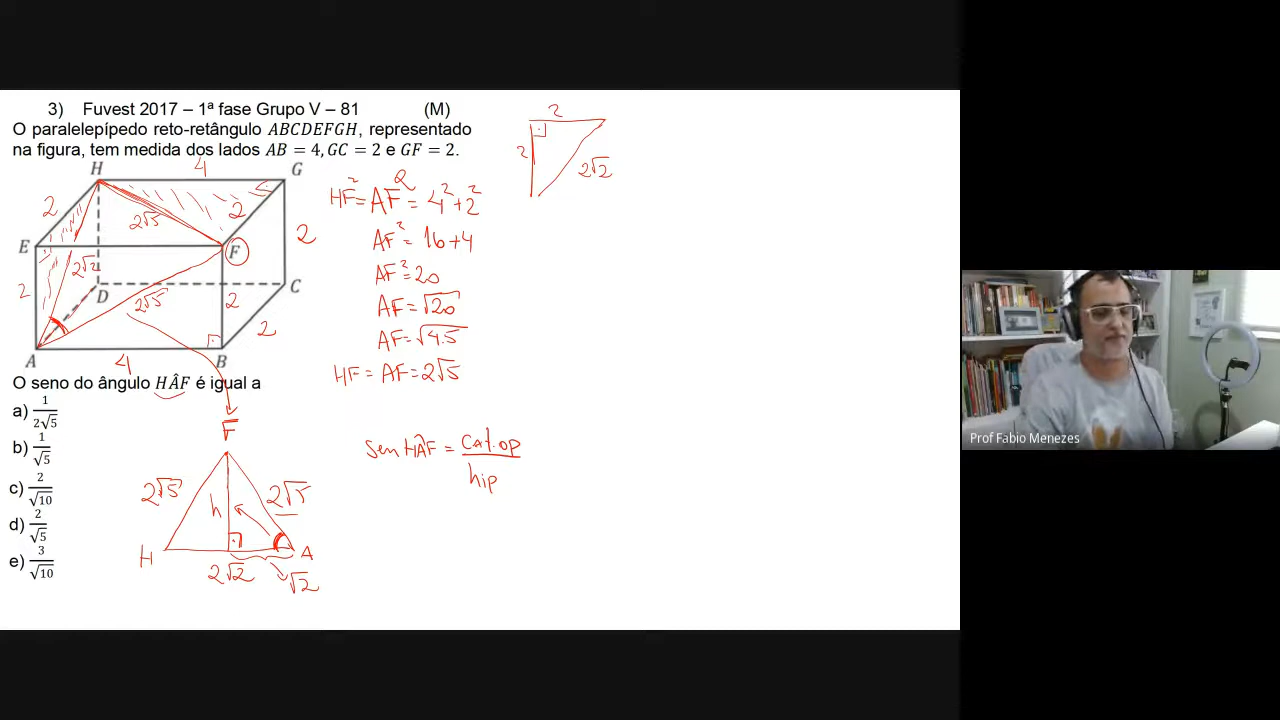 3) Fuvest 2017 – 1ª fase Grupo V – 81 (M)
O paralelepípedo reto-retângulo ABCDEFGH, representado
na figura, tem medida dos lados AB = 4, GC = 2 e GF = 2.
H 4 G
2 2√5 2
E F 2
2 2√2 D 2√5 2 C
2
A 4 B
O seno do ângulo HÂF é igual a
a) 1/2√5
b) 1/√5
c) 2/√10
d) 2/√5
e) 3/√10
F
2√5 h 2√5
H A
2√2 √2
HF² = AF² = 4² + 2²
AF² = 16 + 4
AF² = 20
AF = √20
AF = √4.5
HF = AF = 2√5
sen HÂF = cat. op / hip
2
2 2√2
Prof Fabio Menezes